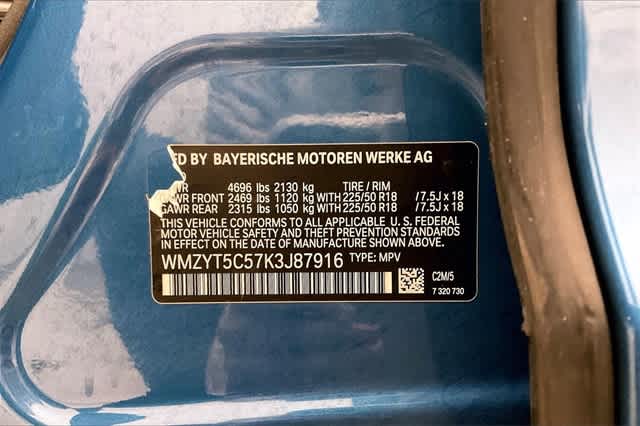 FD BY BAYERISCHE MOTOREN WERKE AG
4696 lbs 2130 kg TIRE / RIM
GAWR FRONT 2469 lbs 1120 kg WITH 225/50 R18 / 7.5J x 18
GAWR REAR 2315 lbs 1050 kg WITH 225/50 R18 / 7.5J x 18
THIS VEHICLE CONFORMS TO ALL APPLICABLE U. S. FEDERAL
MOTOR VEHICLE SAFETY AND THEFT PREVENTION STANDARDS
IN EFFECT ON THE DATE OF MANUFACTURE SHOWN ABOVE.
WMZYT5C57K3J87916 TYPE: MPV
C2M/5
7 320 730